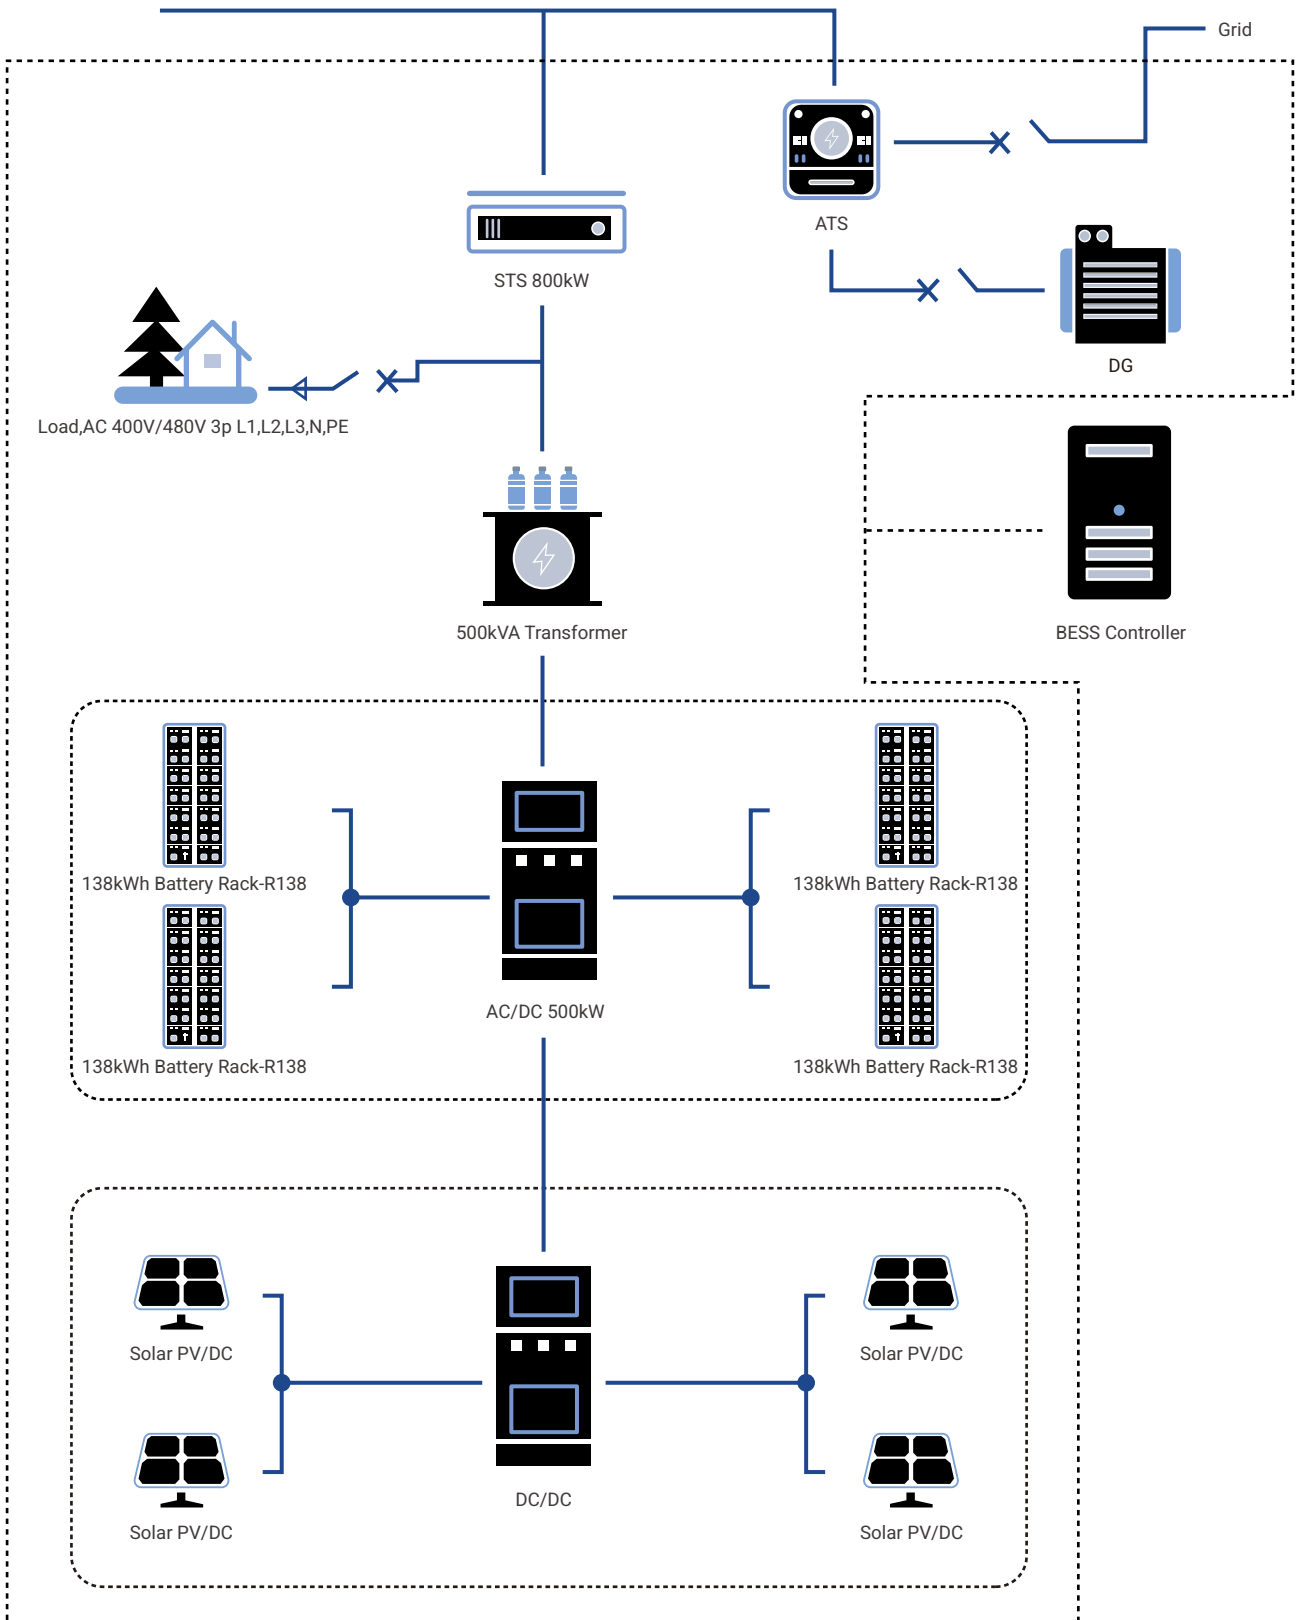 Grid
ATS
STS 800kW
DG
Load,AC 400V/480V 3p L1,L2,L3,N,PE
500kVA Transformer
BESS Controller
138kWh Battery Rack-R138
138kWh Battery Rack-R138
AC/DC 500kW
138kWh Battery Rack-R138
138kWh Battery Rack-R138
Solar PV/DC
Solar PV/DC
DC/DC
Solar PV/DC
Solar PV/DC